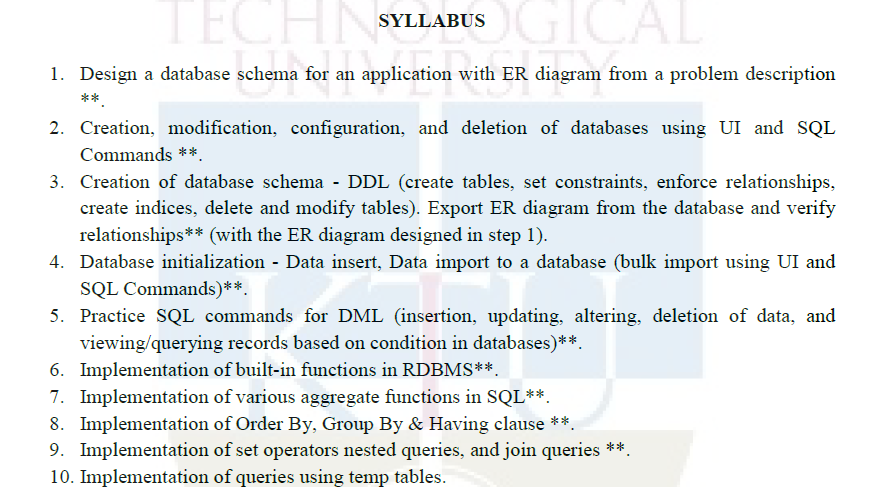 TECHNOLOGICAL
SYLLABUS
UNIVERSITY
1. Design a database schema for an application with ER diagram from a problem description
**.
2. Creation, modification, configuration, and deletion of databases using UI and SQL
Commands **.
3. Creation of database schema - DDL (create tables, set constraints, enforce relationships,
create indices, delete and modify tables). Export ER diagram from the database and verify
relationships** (with the ER diagram designed in step 1).
4. Database initialization - Data insert, Data import to a database (bulk import using UI and
SQL Commands)**.
5. Practice SQL commands for DML (insertion, updating, altering, deletion of data, and
viewing/querying records based on condition in databases)**.
6. Implementation of built-in functions in RDBMS**.
7. Implementation of various aggregate functions in SQL**.
8. Implementation of Order By, Group By & Having clause **.
9. Implementation of set operators nested queries, and join queries **.
10. Implementation of queries using temp tables.
KTU